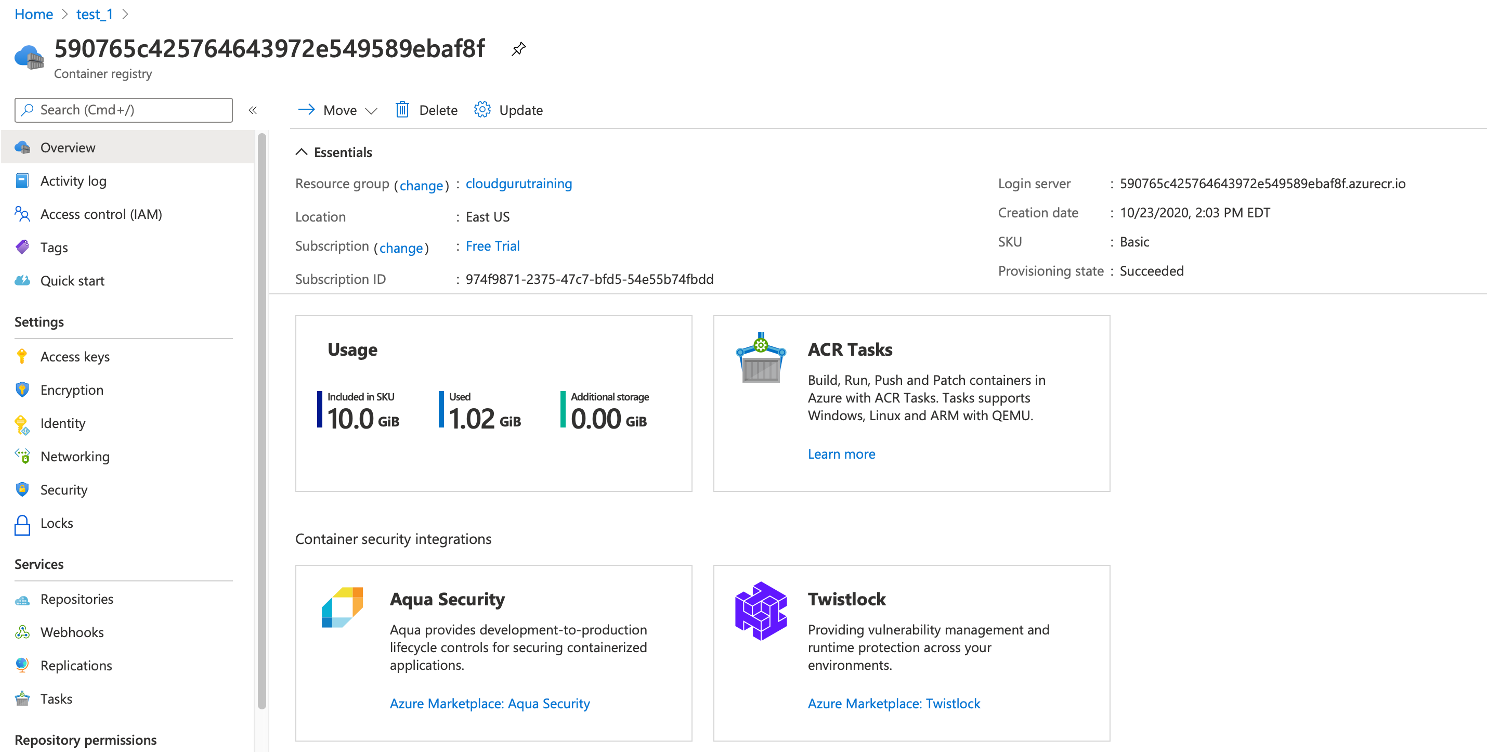 Home > test_1 >
590765c425764643972e549589ebaf8f
Container registry
Search (Cmd+/)
«
Move
Delete
Update
Overview
Activity log
Access control (IAM)
Tags
Quick start
Settings
Access keys
Encryption
Identity
Networking
Security
Locks
Services
Repositories
Webhooks
Replications
Tasks
Repository permissions
Essentials
Resource group (change) : cloudgurutraining
Location : East US
Subscription (change) : Free Trial
Subscription ID : 974f9871-2375-47c7-bfd5-54e55b74fbdd
Login server : 590765c425764643972e549589ebaf8f.azurecr.io
Creation date : 10/23/2020, 2:03 PM EDT
SKU : Basic
Provisioning state : Succeeded
Usage
Included in SKU
10.0 GiB
Used
1.02 GiB
Additional storage
0.00 GiB
ACR Tasks
Build, Run, Push and Patch containers in
Azure with ACR Tasks. Tasks supports
Windows, Linux and ARM with QEMU.
Learn more
Container security integrations
Aqua Security
Aqua provides development-to-production
lifecycle controls for securing containerized
applications.
Azure Marketplace: Aqua Security
Twistlock
Providing vulnerability management and
runtime protection across your
environments.
Azure Marketplace: Twistlock